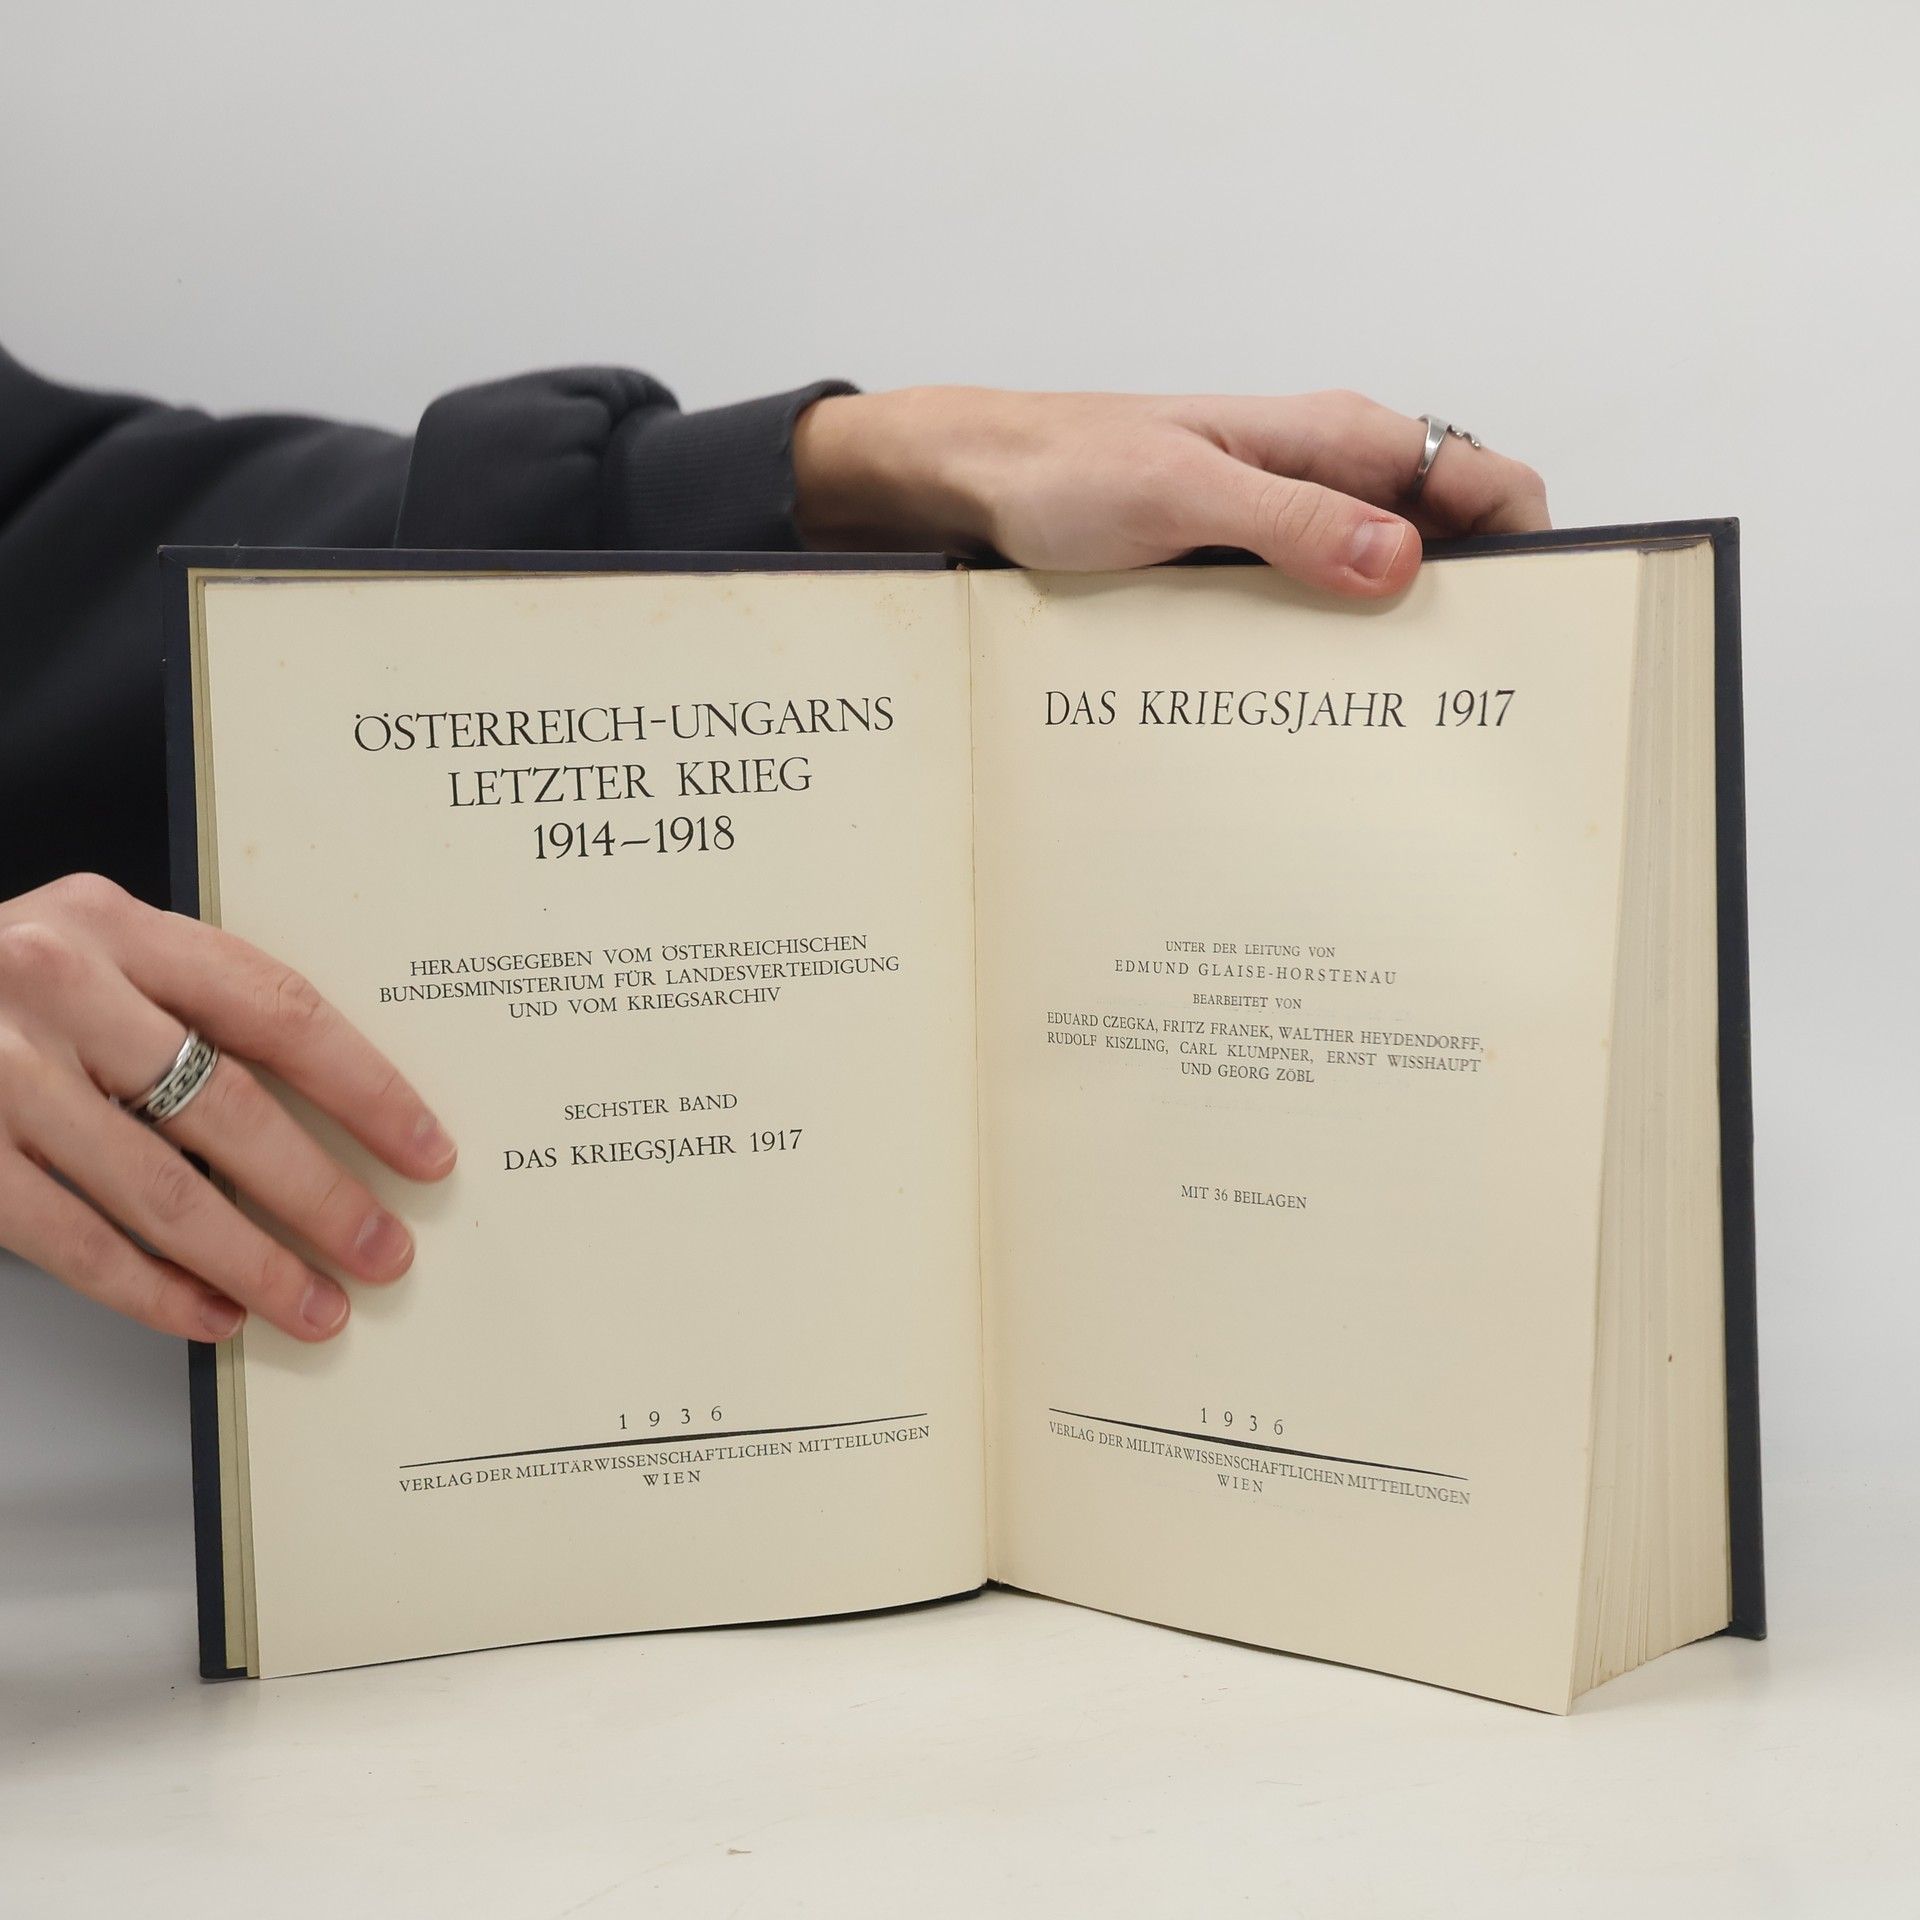 ÖSTERREICH-UNGARNS
LETZTER KRIEG
1914–1918
HERAUSGEGEBEN VOM ÖSTERREICHISCHEN
BUNDESMINISTERIUM FÜR LANDESVERTEIDIGUNG
UND VOM KRIEGSARCHIV
SECHSTER BAND
DAS KRIEGSJAHR 1917
1936
VERLAG DER MILITÄRWISSENSCHAFTLICHEN MITTEILUNGEN
WIEN
DAS KRIEGSJAHR 1917
UNTER DER LEITUNG VON
EDMUND GLAISE-HORSTENAU
BEARBEITET VON
EDUARD CZEGKA, FRITZ FRANEK, WALTHER HEYDENDORFF,
RUDOLF KISZLING, CARL KLUMPNER, ERNST WISSHAUPT
UND GEORG ZÖBL
MIT 36 BEILAGEN
1936
VERLAG DER MILITÄRWISSENSCHAFTLICHEN MITTEILUNGEN
WIEN